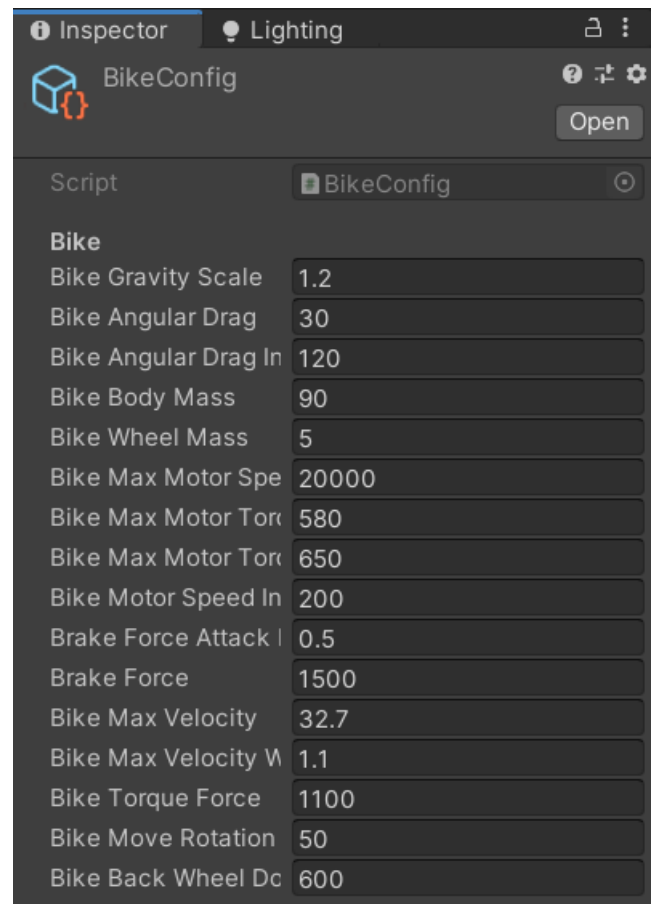 Inspector Lighting
BikeConfig
Open
Script BikeConfig
Bike
Bike Gravity Scale 1.2
Bike Angular Drag 30
Bike Angular Drag In 120
Bike Body Mass 90
Bike Wheel Mass 5
Bike Max Motor Spe 20000
Bike Max Motor Torq 580
Bike Max Motor Torq 650
Bike Motor Speed In 200
Brake Force Attack 0.5
Brake Force 1500
Bike Max Velocity 32.7
Bike Max Velocity W 1.1
Bike Torque Force 1100
Bike Move Rotation 50
Bike Back Wheel Do 600